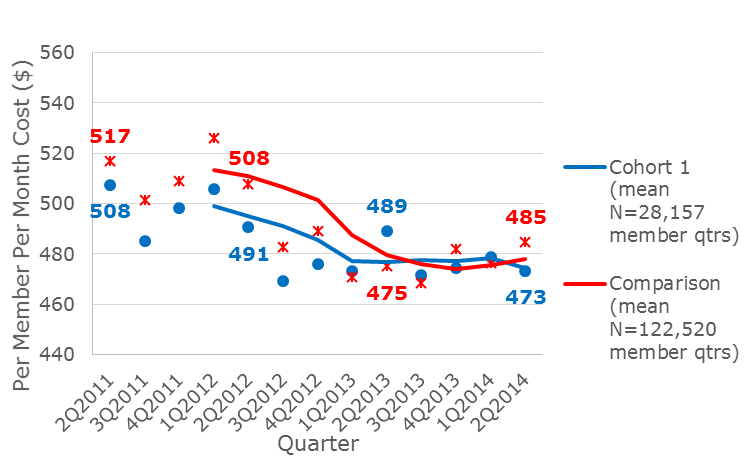 Per Member Per Month Cost ($)
560
540
520
500
480
460
440
517
508
508
491
489
475
485
473
2Q2011
3Q2011
4Q2011
1Q2012
2Q2012
3Q2012
4Q2012
1Q2013
2Q2013
3Q2013
4Q2013
1Q2014
2Q2014
Quarter
Cohort 1
(mean
N=28,157
member qtrs)
Comparison
(mean
N=122,520
member qtrs)